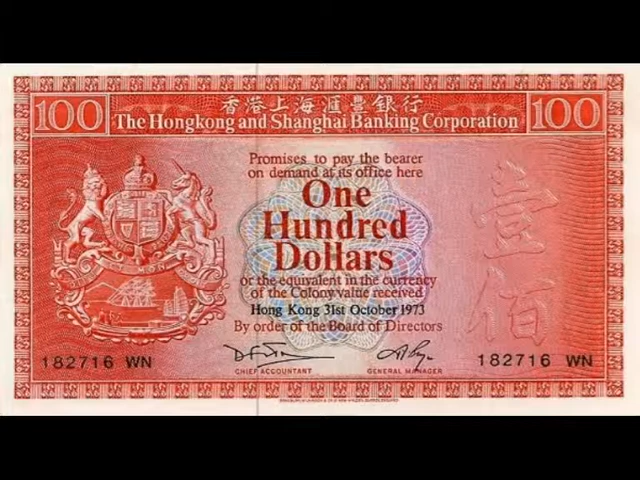 100 香港上海滙豐銀行 100
The Hongkong and Shanghai Banking Corporation
Promises to pay the bearer
on demand at its office here
One
Hundred
Dollars
or the equivalent in the currency
of the Colony value received
Hong Kong 31st October 1973
By order of the Board of Directors
壹
佰
182716 WN
182716 WN
CHIEF ACCOUNTANT
GENERAL MANAGER